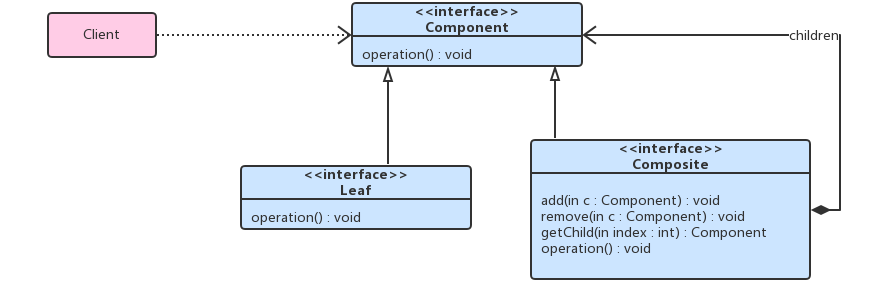 Client
<<interface>>
Component
operation() : void
children
<<interface>>
Leaf
operation() : void
<<interface>>
Composite
add(in c : Component) : void
remove(in c : Component) : void
getChild(in index : int) : Component
operation() : void